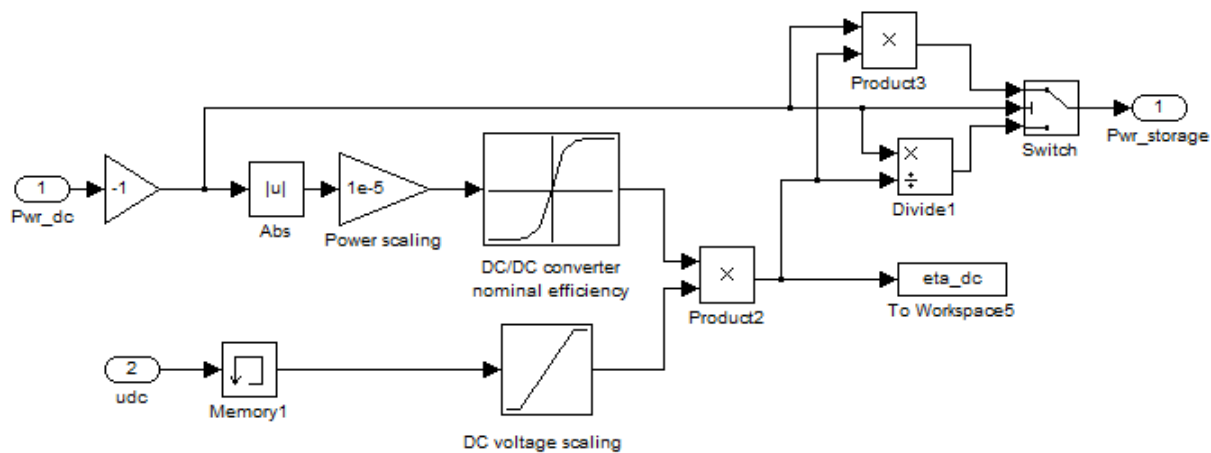 ×
Product3
1
Pwr_storage
Switch
1
Pwr_dc
-1
|u|
Abs
1e-5
Power scaling
DC/DC converter
nominal efficiency
×
÷
Divide1
×
Product2
eta_dc
To Workspace5
2
udc
Memory1
DC voltage scaling